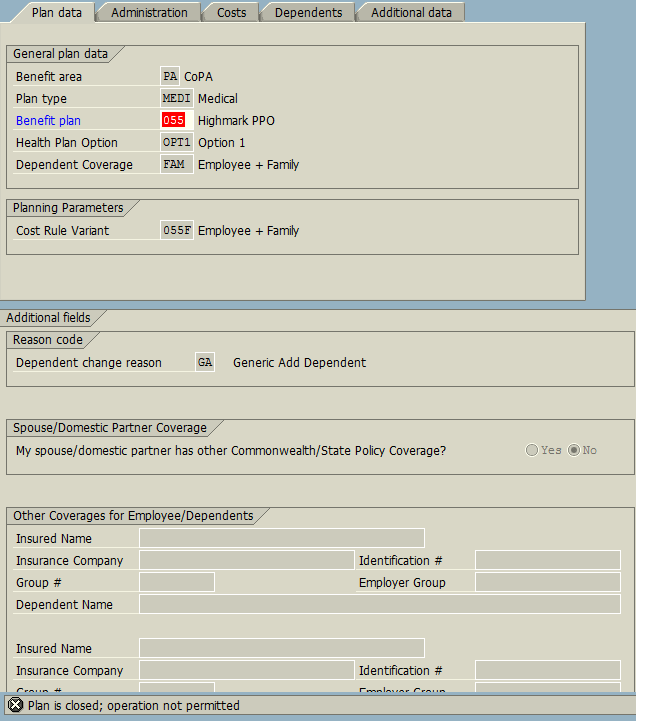 Plan data Administration Costs Dependents Additional data
General plan data
Benefit area PA CoPA
Plan type MEDI Medical
Benefit plan 055 Highmark PPO
Health Plan Option OPT1 Option 1
Dependent Coverage FAM Employee + Family
Planning Parameters
Cost Rule Variant 055F Employee + Family
Additional fields
Reason code
Dependent change reason GA Generic Add Dependent
Spouse/Domestic Partner Coverage
My spouse/domestic partner has other Commonwealth/State Policy Coverage? Yes No
Other Coverages for Employee/Dependents
Insured Name
Insurance Company Identification #
Group # Employer Group
Dependent Name
Insured Name
Insurance Company Identification #
Group # Employer Group
Plan is closed; operation not permitted